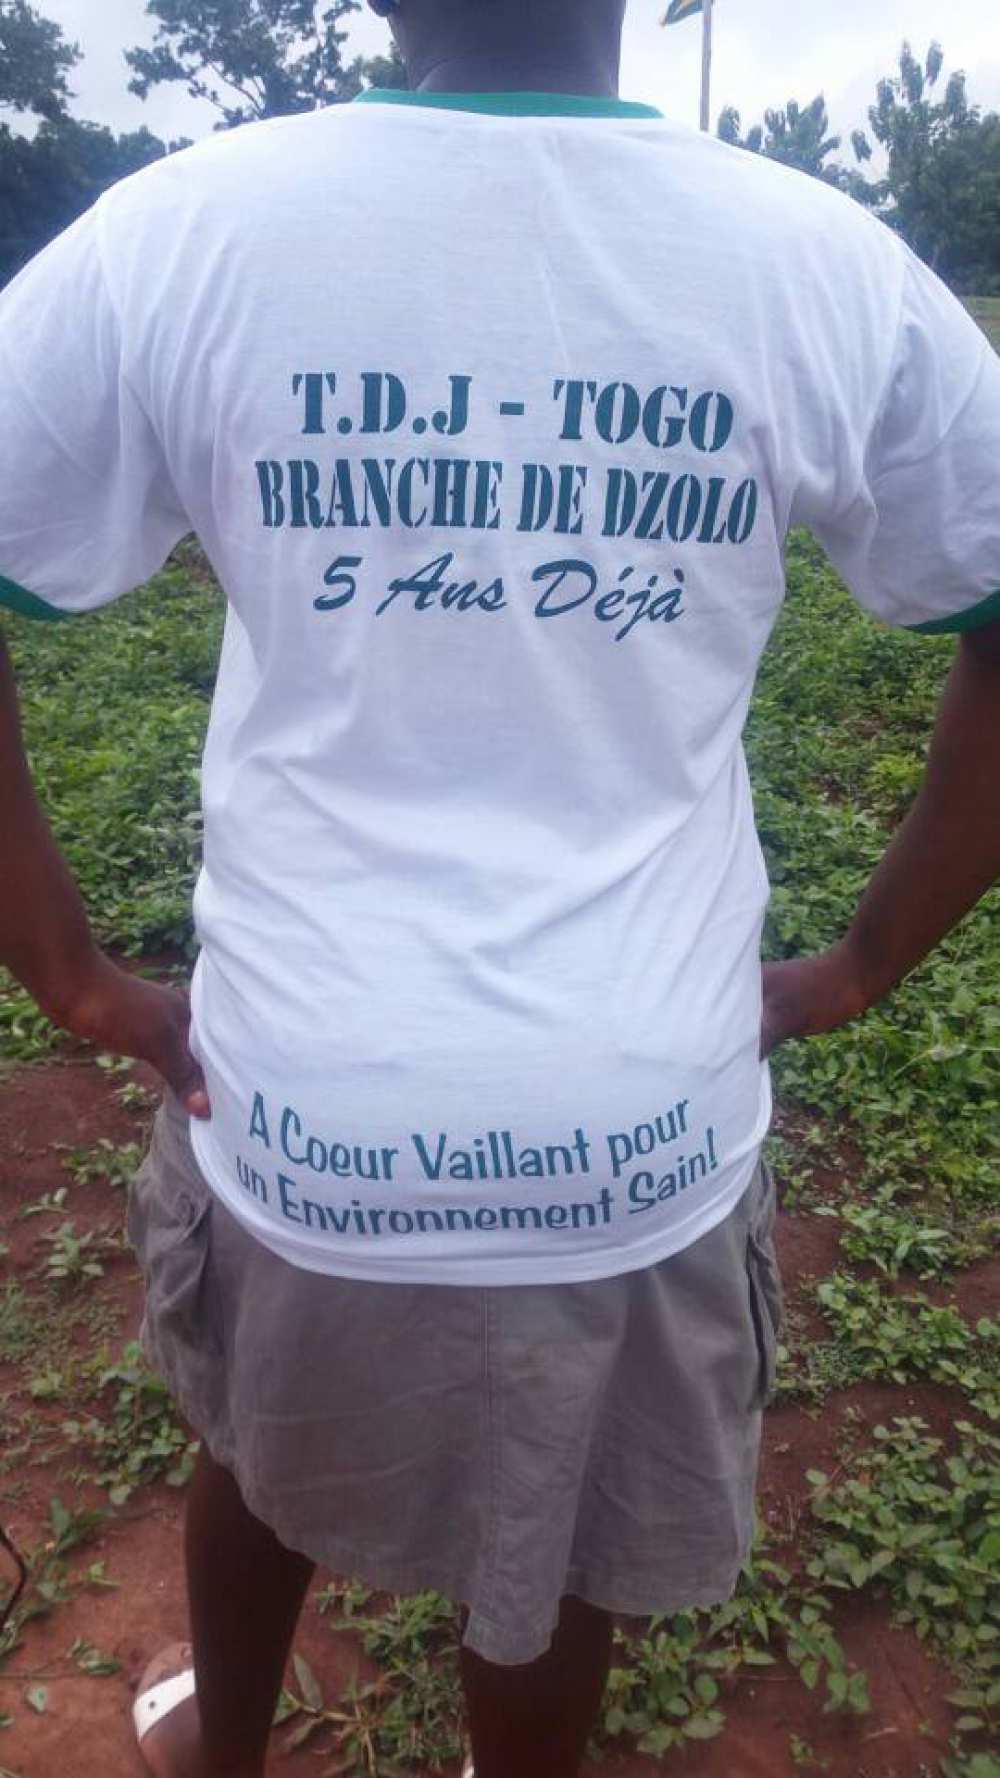 T.D.J - TOGO
BRANCHE DE DZOLO
5 Ans Déjà
A Coeur Vaillant pour
un Environnement Sain!